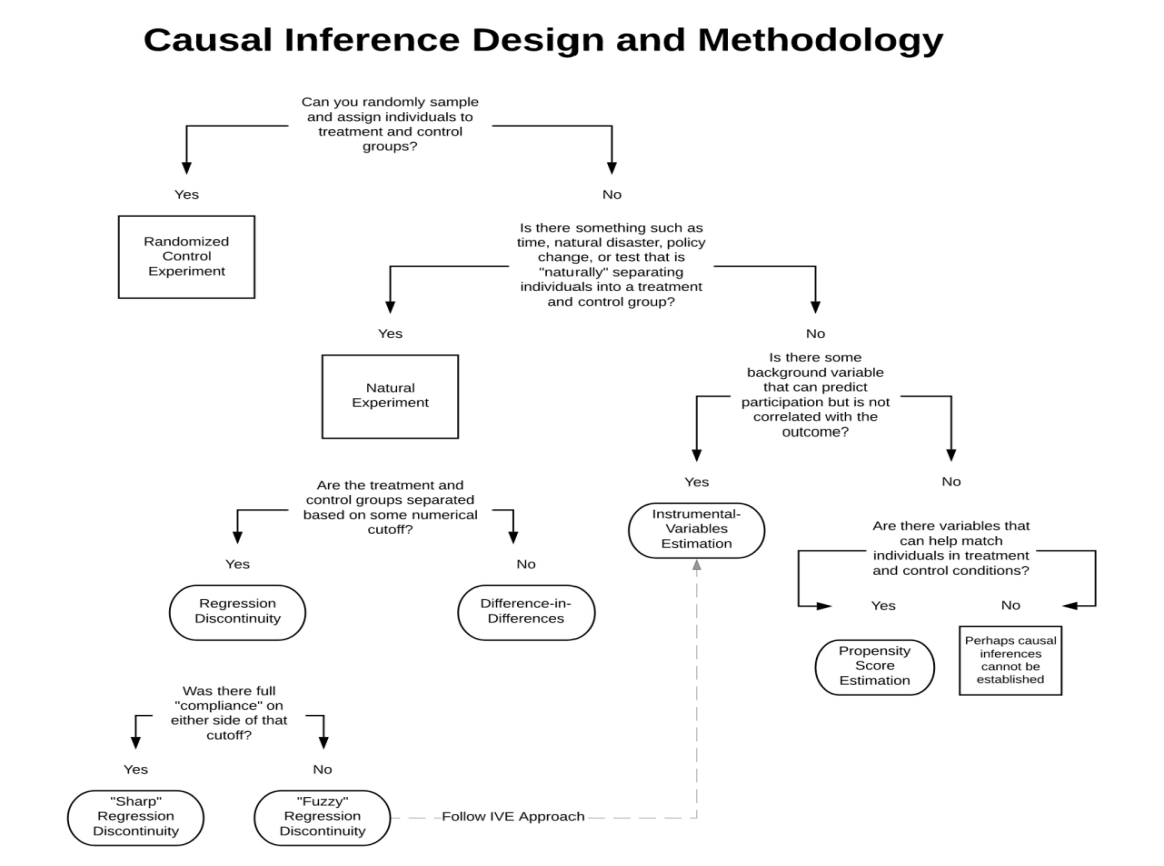 Causal Inference Design and Methodology
Can you randomly sample
and assign individuals to
treatment and control
groups?
Yes
No
Randomized
Control
Experiment
Is there something such as
time, natural disaster, policy
change, or test that is
"naturally" separating
individuals into a treatment
and control group?
Yes
No
Natural
Experiment
Is there some
background variable
that can predict
participation but is not
correlated with the
outcome?
Yes
No
Are the treatment and
control groups separated
based on some numerical
cutoff?
Yes
No
Regression
Discontinuity
Difference-in-
Differences
Instrumental-
Variables
Estimation
Are there variables that
can help match
individuals in treatment
and control conditions?
Yes
No
Propensity
Score
Estimation
Perhaps causal
inferences
cannot be
established
Was there full
"compliance" on
either side of that
cutoff?
Yes
No
"Sharp"
Regression
Discontinuity
"Fuzzy"
Regression
Discontinuity
Follow IVE Approach